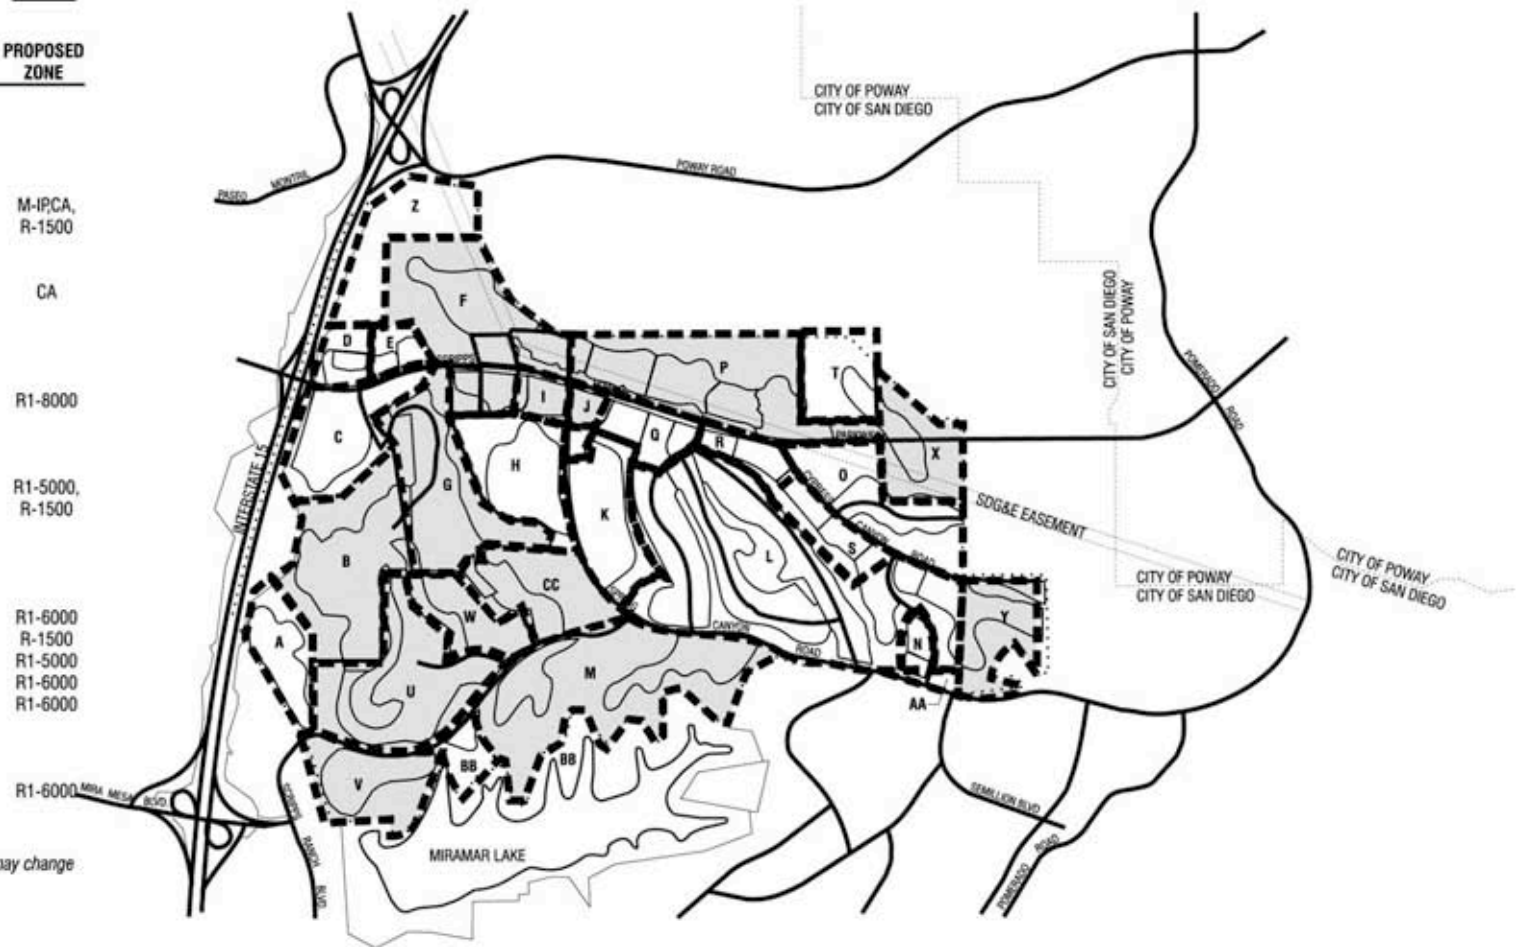 PROPOSED
ZONE
M-IP,CA,
R-1500
CA
R1-8000
R1-5000,
R-1500
R1-6000
R-1500
R1-5000
R1-6000
R1-6000
R1-6000
may change
CITY OF POWAY
CITY OF SAN DIEGO
POWAY ROAD
PASEO MONTRIL
Z
F
D
E
SCRIPPS
P
T
CITY OF SAN DIEGO
CITY OF POWAY
POMERADO ROAD
I
J
C
Q
R
PARKWAY
X
H
O
INTERSTATE 15
G
K
CYPRESS CANYON ROAD
SDG&E EASEMENT
S
L
B
CC
CITY OF POWAY
CITY OF SAN DIEGO
CITY OF POWAY
CITY OF SAN DIEGO
W
Y
A
CANYON ROAD
N
M
U
AA
BB
BB
V
MIRA MESA BLVD.
SCRIPPS RANCH BLVD.
SEMILLION BLVD
MIRAMAR LAKE
POMERADO ROAD